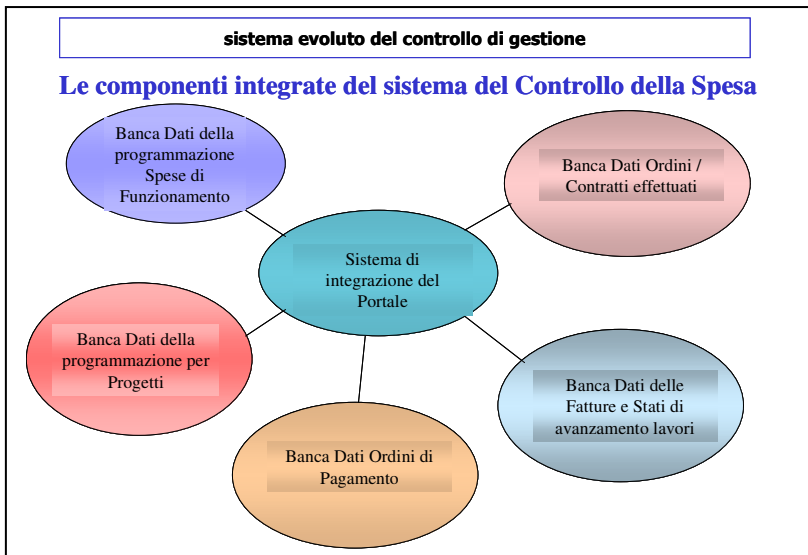 sistema evoluto del controllo di gestione
Le componenti integrate del sistema del Controllo della Spesa
Banca Dati della
programmazione
Spese di
Funzionamento
Banca Dati Ordini /
Contratti effettuati
Sistema di
integrazione del
Portale
Banca Dati della
programmazione per
Progetti
Banca Dati delle
Fatture e Stati di
avanzamento lavori
Banca Dati Ordini di
Pagamento